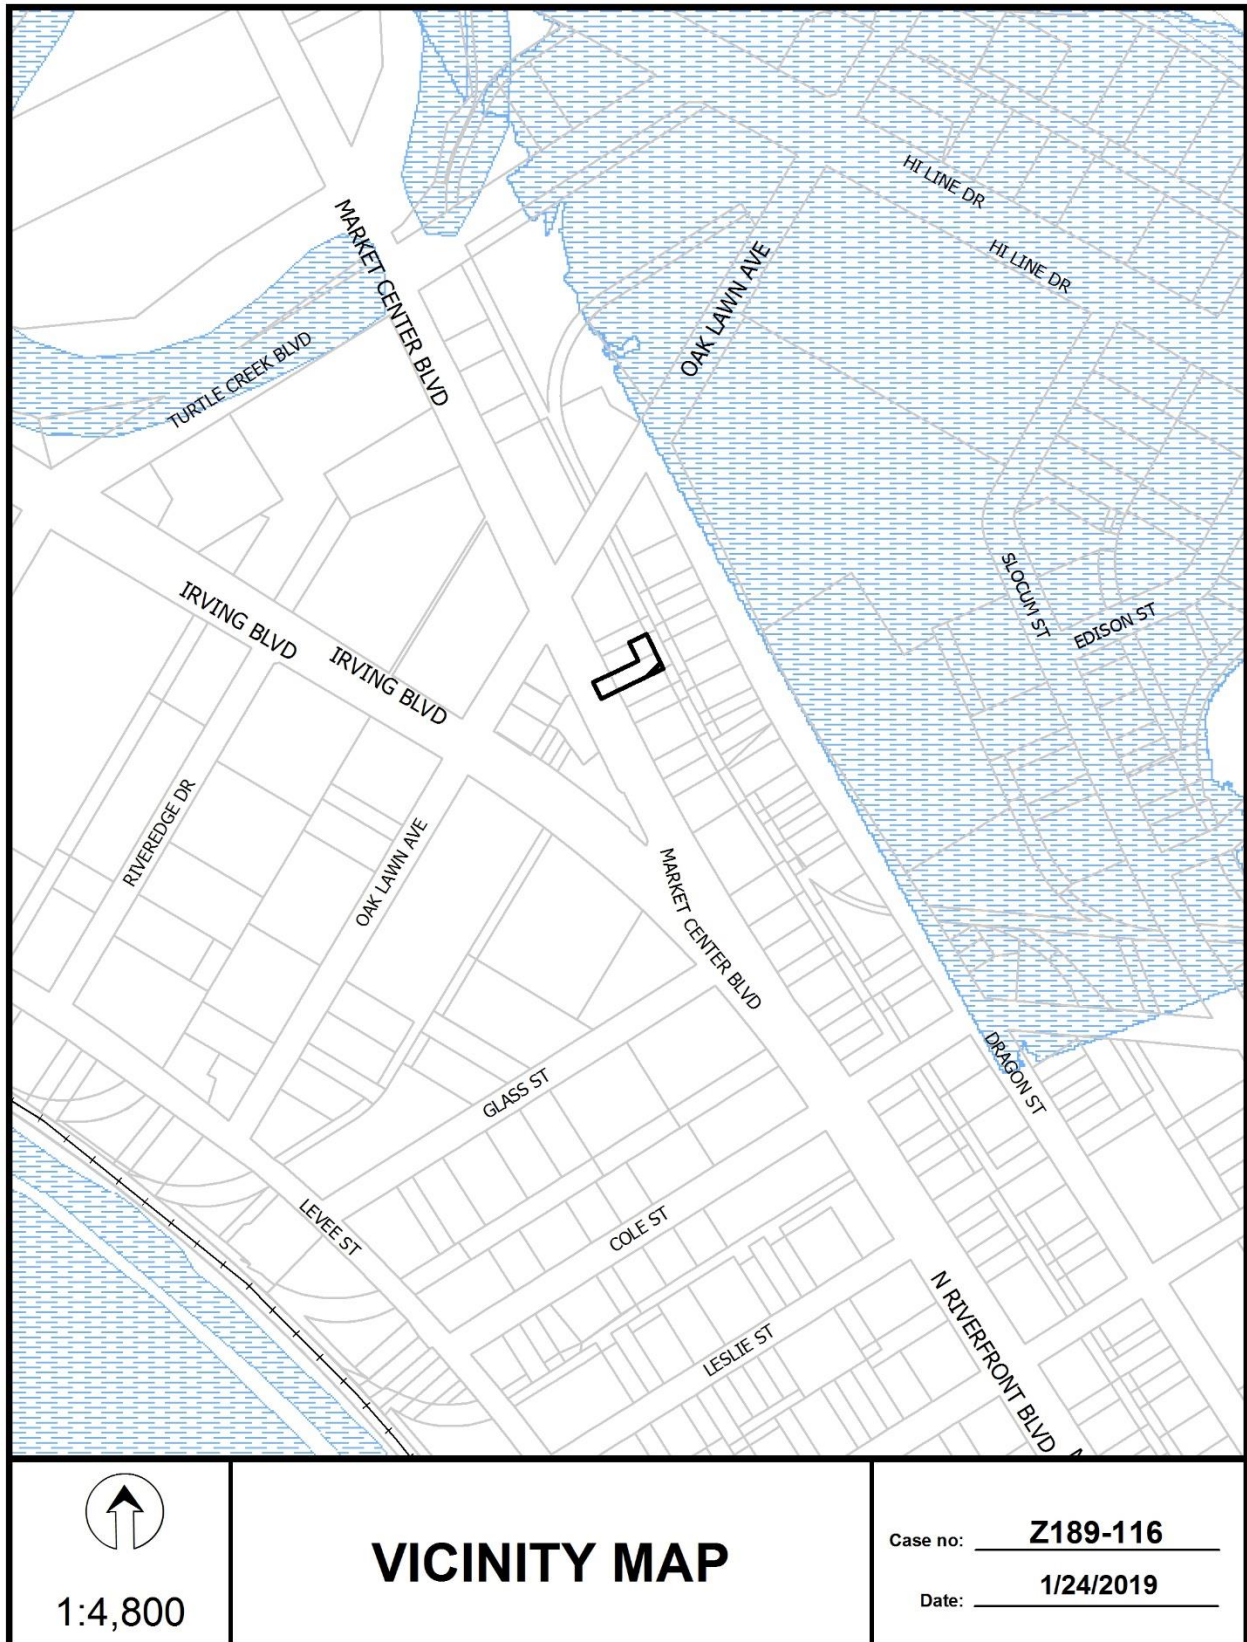 HI LINE DR
MARKET CENTER BLVD
HI LINE DR
OAK LAWN AVE
TURTLE CREEK BLVD
SLOCUM ST
EDISON ST
IRVING BLVD
IRVING BLVD
RIVEREDGE DR
OAK LAWN AVE
MARKET CENTER BLVD
DRAGON ST
GLASS ST
LEVEE ST
COLE ST
N RIVERFRONT BLVD
LESLIE ST
1:4,800
VICINITY MAP
Case no: Z189-116
Date: 1/24/2019